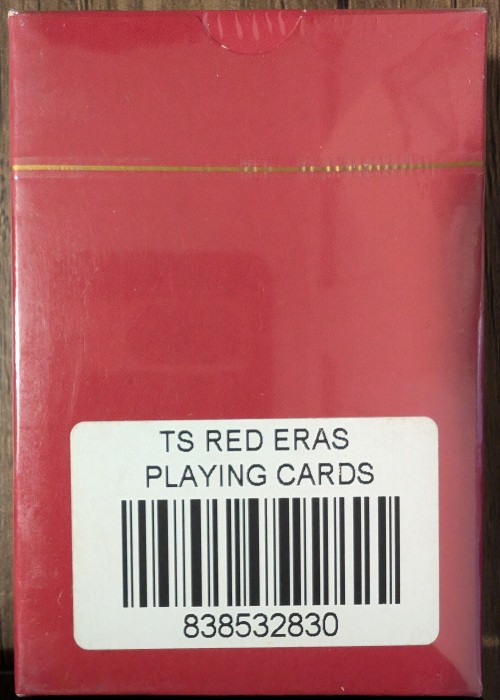 TS RED ERAS
PLAYING CARDS
838532830